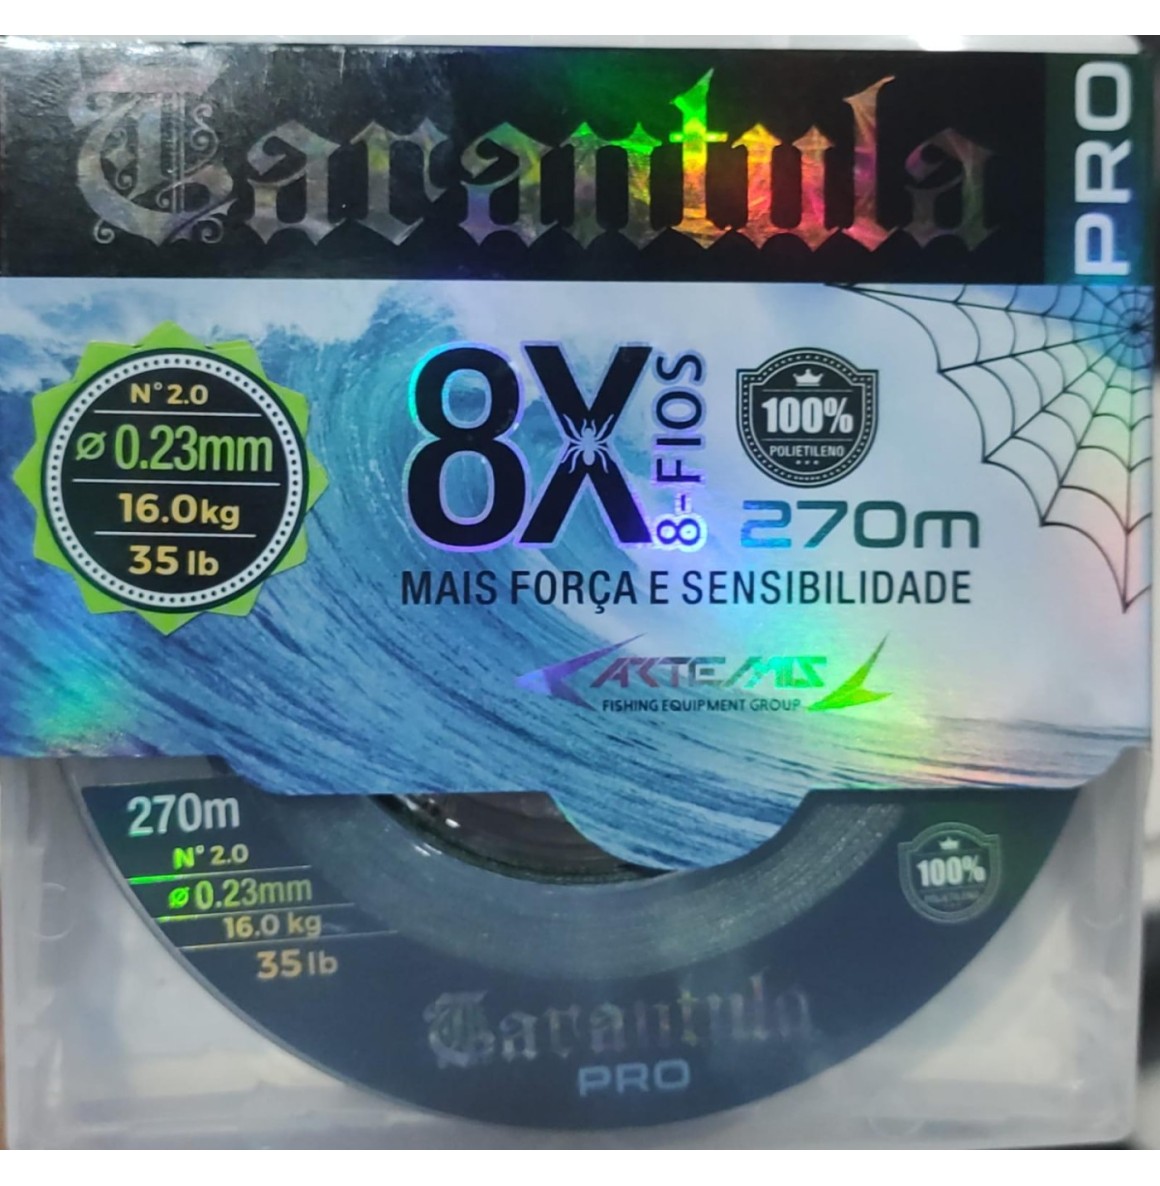 Tarantula
PRO
N° 2.0
ø 0.23mm
16.0kg
35 lb
8X
8-FIOS
100%
POLIETILENO
270m
MAIS FORÇA E SENSIBILIDADE
ARTEMIS
FISHING EQUIPMENT GROUP
270m
N° 2.0
ø 0.23mm
16.0 kg
35 lb
100%
POLIETILENO
Tarantula
PRO